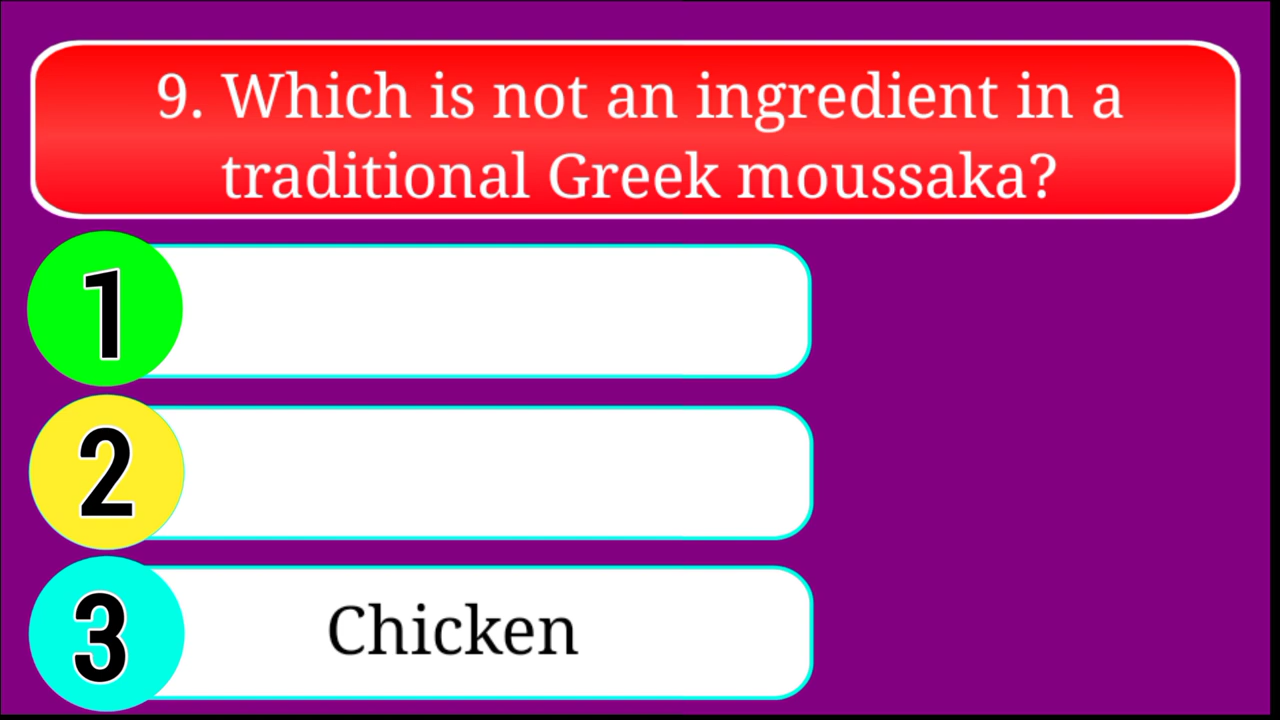 9. Which is not an ingredient in a
traditional Greek moussaka?
1
2
3 Chicken